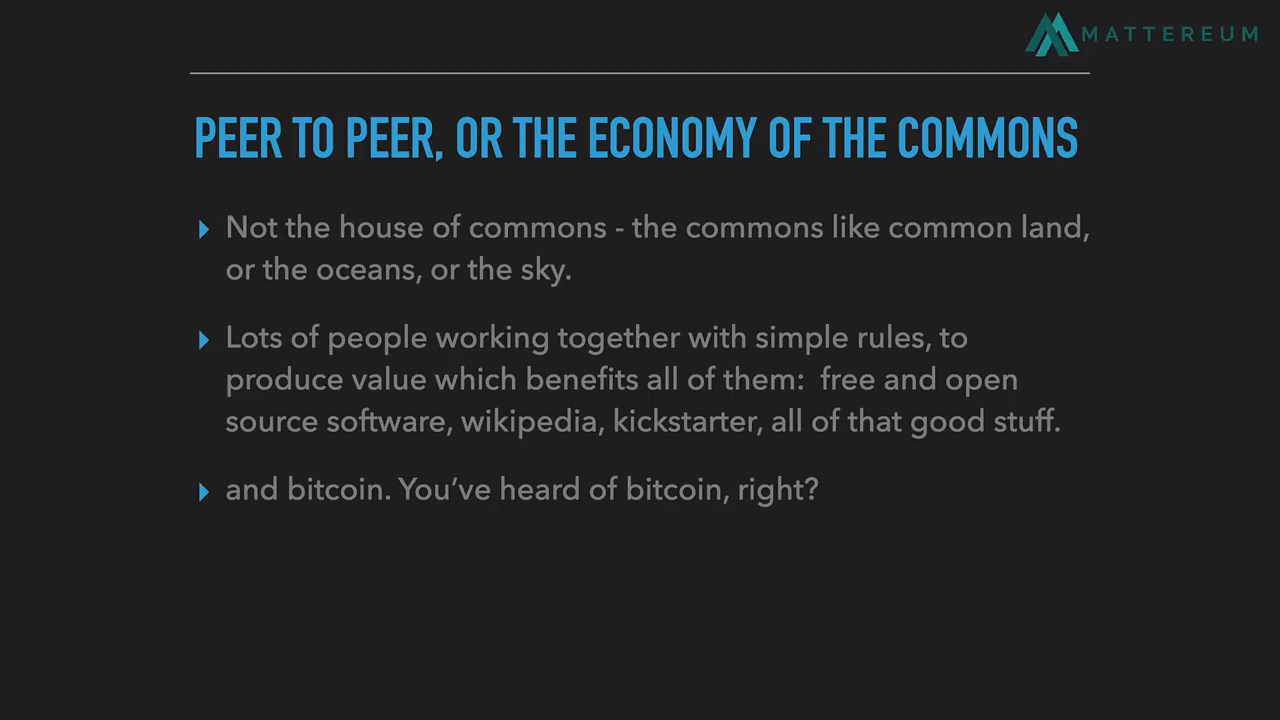 MATTEREUM
PEER TO PEER, OR THE ECONOMY OF THE COMMONS
Not the house of commons - the commons like common land,
or the oceans, or the sky.
Lots of people working together with simple rules, to
produce value which benefits all of them:  free and open
source software, wikipedia, kickstarter, all of that good stuff.
and bitcoin. You’ve heard of bitcoin, right?